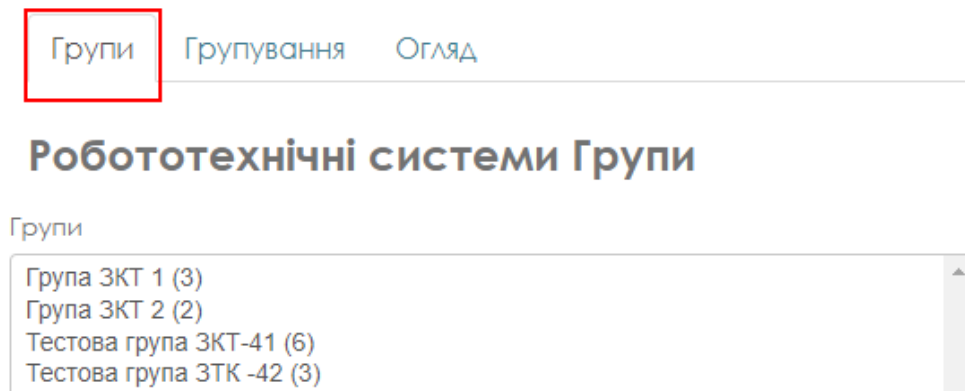 Групи Групування Огляд
Робототехнічні системи Групи
Групи
Група ЗКТ 1 (3)
Група ЗКТ 2 (2)
Тестова група ЗКТ-41 (6)
Тестова група ЗТК -42 (3)